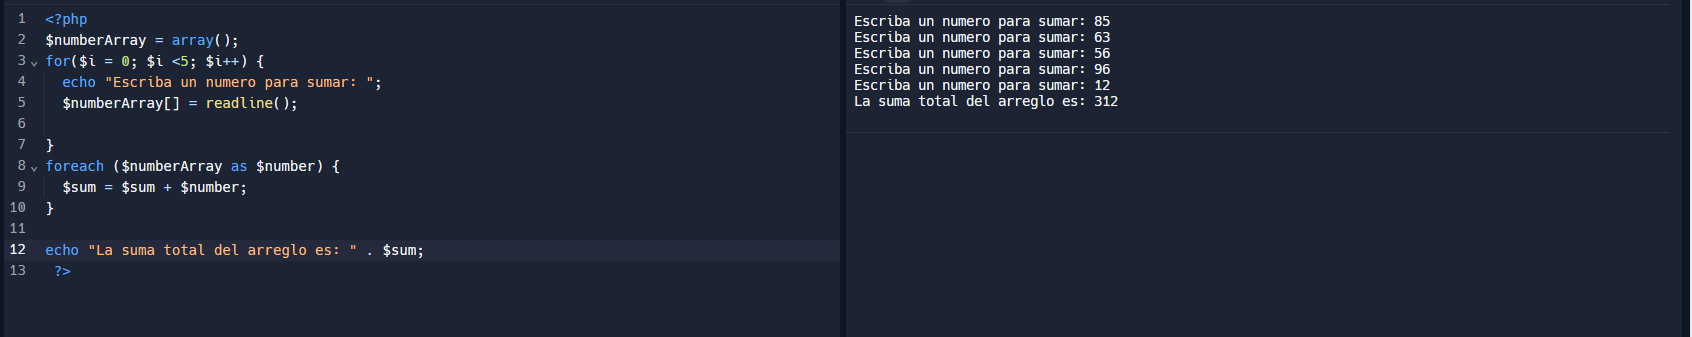 1 <?php
2 $numberArray = array();
3 for($i = 0; $i <5; $i++) {
4 echo "Escriba un numero para sumar: ";
5 $numberArray[] = readline();
6
7 }
8 foreach ($numberArray as $number) {
9 $sum = $sum + $number;
10 }
11
12 echo "La suma total del arreglo es: " . $sum;
13 ?>
Escriba un numero para sumar: 85
Escriba un numero para sumar: 63
Escriba un numero para sumar: 56
Escriba un numero para sumar: 96
Escriba un numero para sumar: 12
La suma total del arreglo es: 312